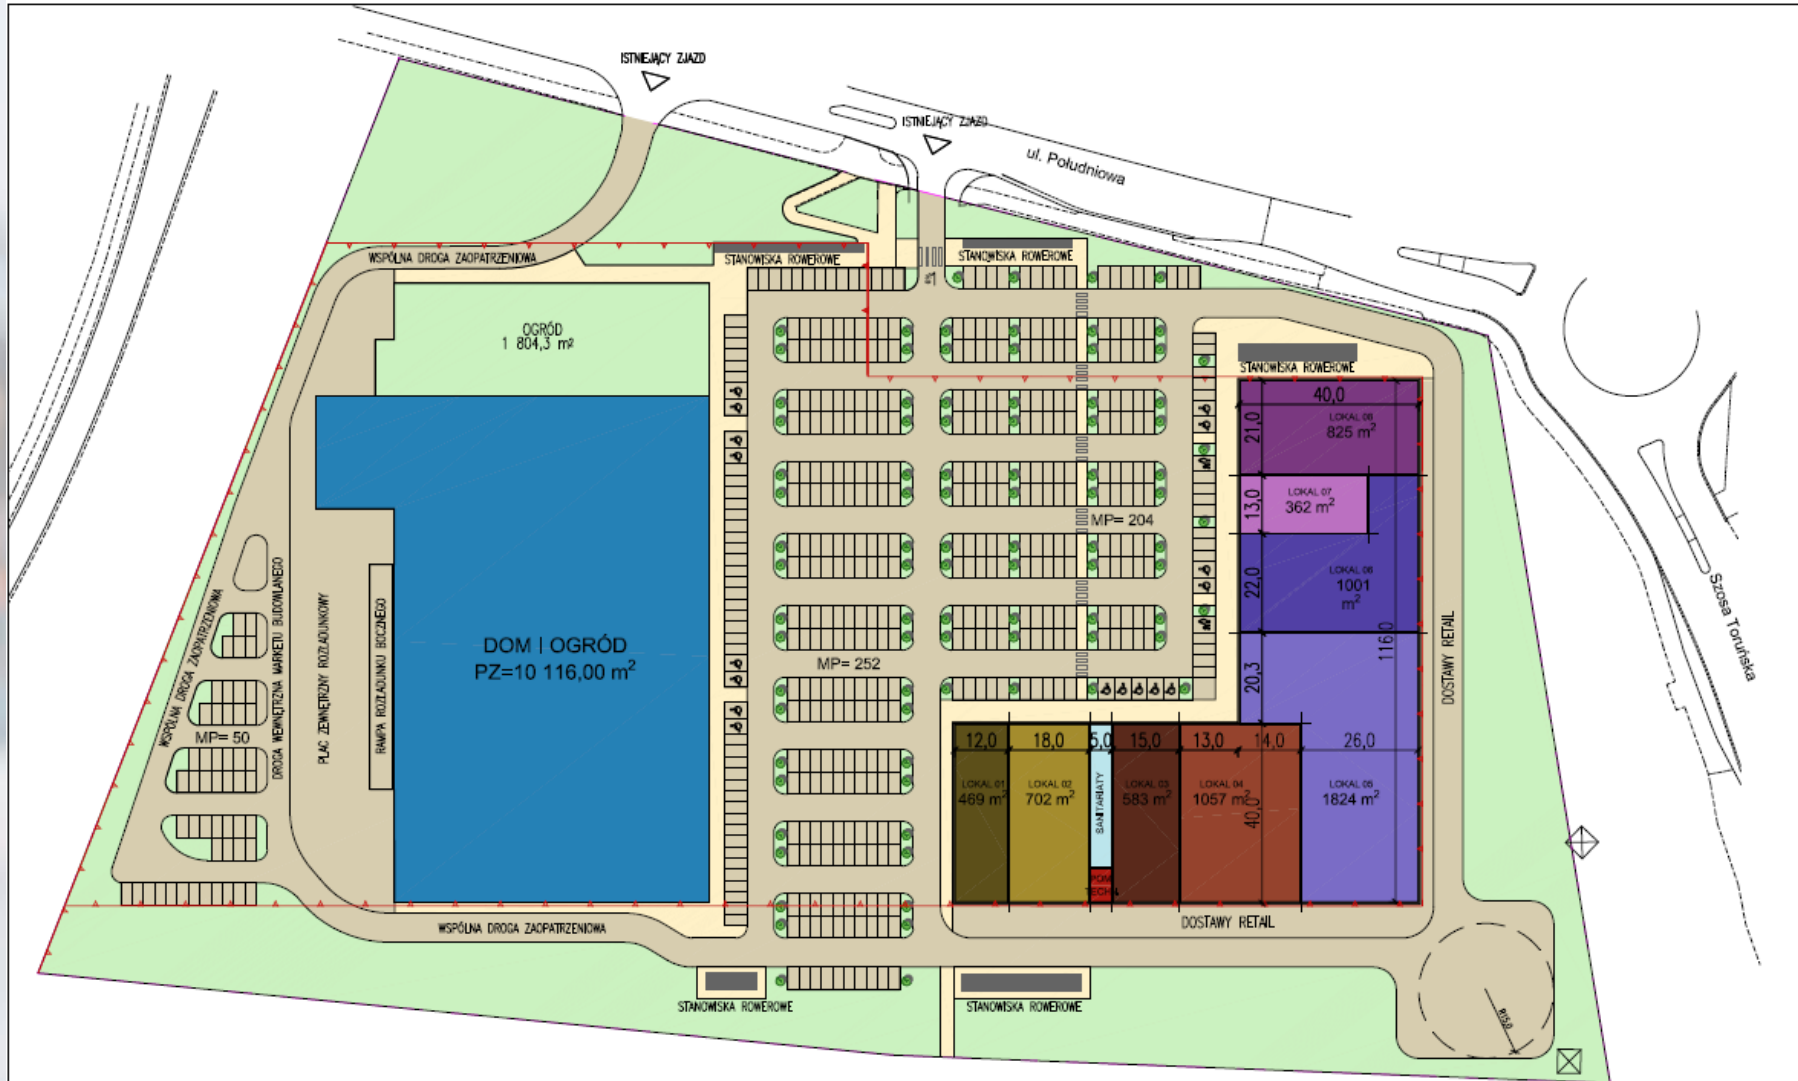 ISTNIEJĄCY ZJAZD
ISTNIEJĄCY ZJAZD
ul. Południowa
WSPÓLNA DROGA ZAOPATRZENIOWA
STANOWISKA ROWEROWE
STANOWISKA ROWEROWE
OGRÓD
1 804,3 m²
STANOWISKA ROWEROWE
40,0
21,0
LOKAL 08
825 m²
13,0
LOKAL 07
362 m²
MP= 204
22,0
LOKAL 06
1001
m²
116,0
20,3
Szosa Toruńska
DOSTAWY RETAIL
WSPÓLNA DROGA ZAOPATRZENIOWA
DROGA WEWNĘTRZNA MARKETU BUDOWLANEGO
PLAC ZEWNĘTRZNY ROZŁADUNKOWY
RAMPA ROZŁADUNKU BOCZNEGO
DOM I OGRÓD
PZ=10 116,00 m²
MP= 252
MP= 50
12,0
18,0
5,0
15,0
13,0
14,0
26,0
LOKAL 01
469 m²
LOKAL 02
702 m²
SANITARIATY
LOKAL 03
583 m²
LOKAL 04
1057 m²
40,0
LOKAL 05
1824 m²
POM
TECH
DOSTAWY RETAIL
WSPÓLNA DROGA ZAOPATRZENIOWA
STANOWISKA ROWEROWE
STANOWISKA ROWEROWE
R15,0